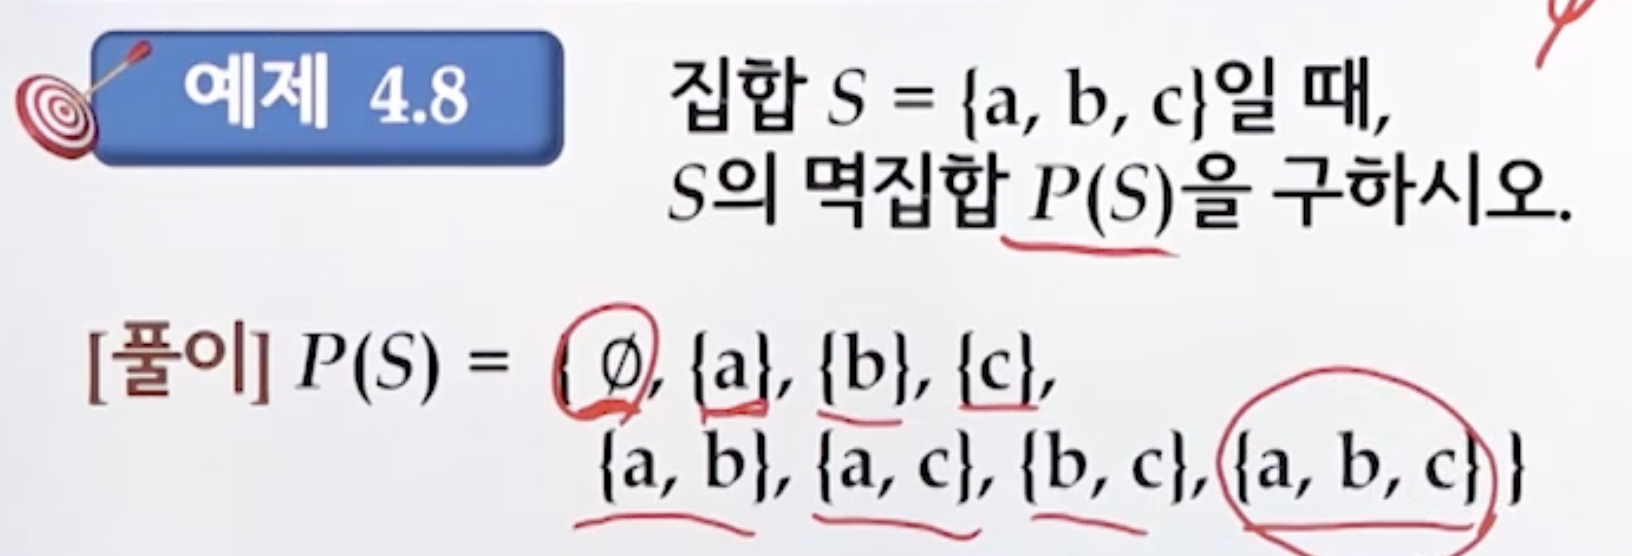 예제 4.8
집합 S = {a, b, c}일 때,
S의 멱집합 P(S)을 구하시오.
[풀이] P(S) = { ∅, {a}, {b}, {c},
{a, b}, {a, c}, {b, c}, {a, b, c} }